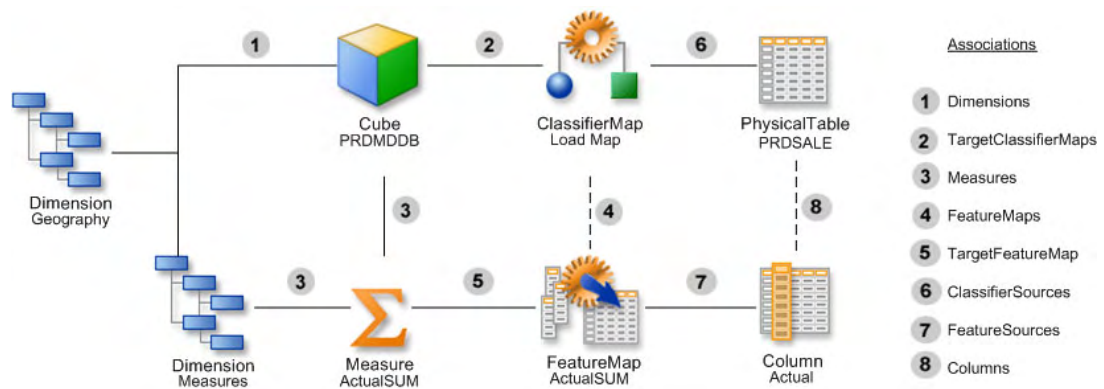 1
2
6
Associations
Cube
PRDMDDB
ClassifierMap
Load Map
PhysicalTable
PRDSALE
1 Dimensions
2 TargetClassifierMaps
3 Measures
4 FeatureMaps
5 TargetFeatureMap
6 ClassifierSources
7 FeatureSources
8 Columns
Dimension
Geography
3
4
8
3
5
7
Dimension
Measures
Measure
ActualSUM
FeatureMap
ActualSUM
Column
Actual